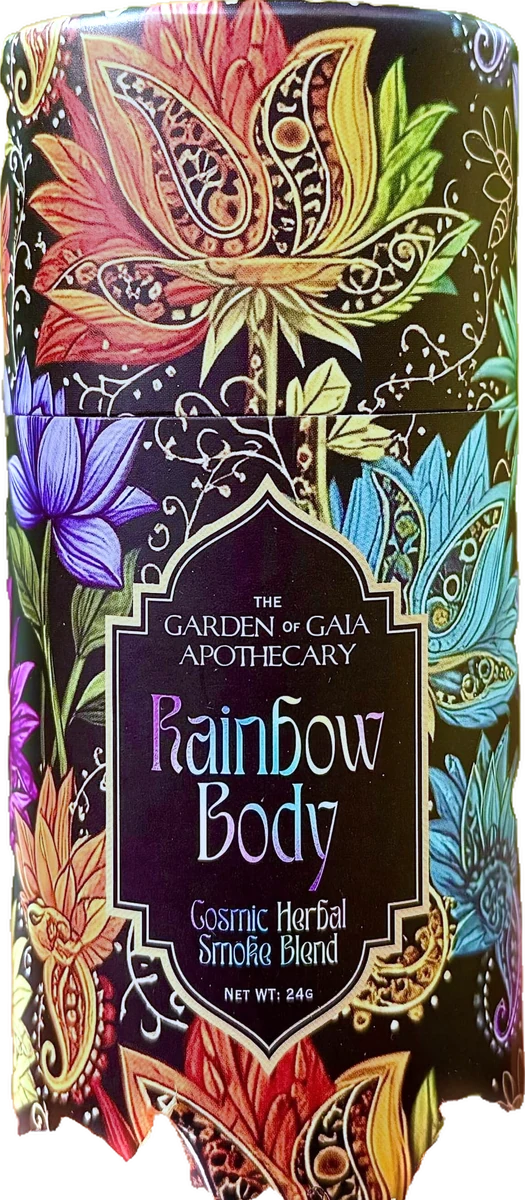 THE
GARDEN OF GAIA
APOTHECARY
Rainbow
Body
Cosmic Herbal
Smoke Blend
NET WT: 24G